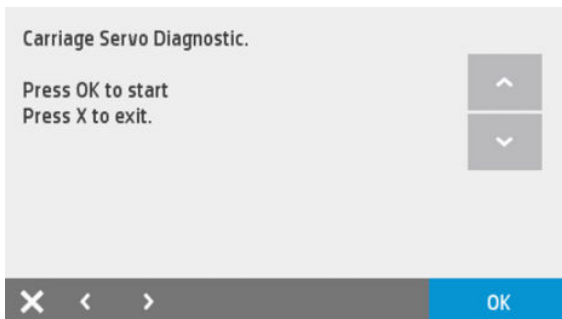 Carriage Servo Diagnostic.
Press OK to start
Press X to exit.
OK